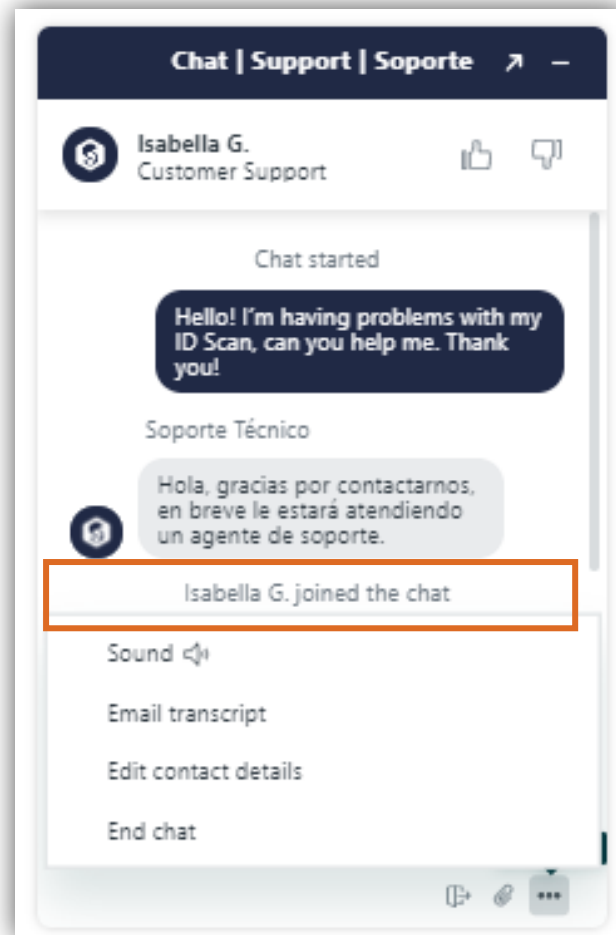 Chat | Support | Soporte
Isabella G.
Customer Support
Chat started
Hello! I´m having problems with my
ID Scan, can you help me. Thank
you!
Soporte Técnico
Hola, gracias por contactarnos,
en breve le estará atendiendo
un agente de soporte.
Isabella G. joined the chat
Sound
Email transcript
Edit contact details
End chat